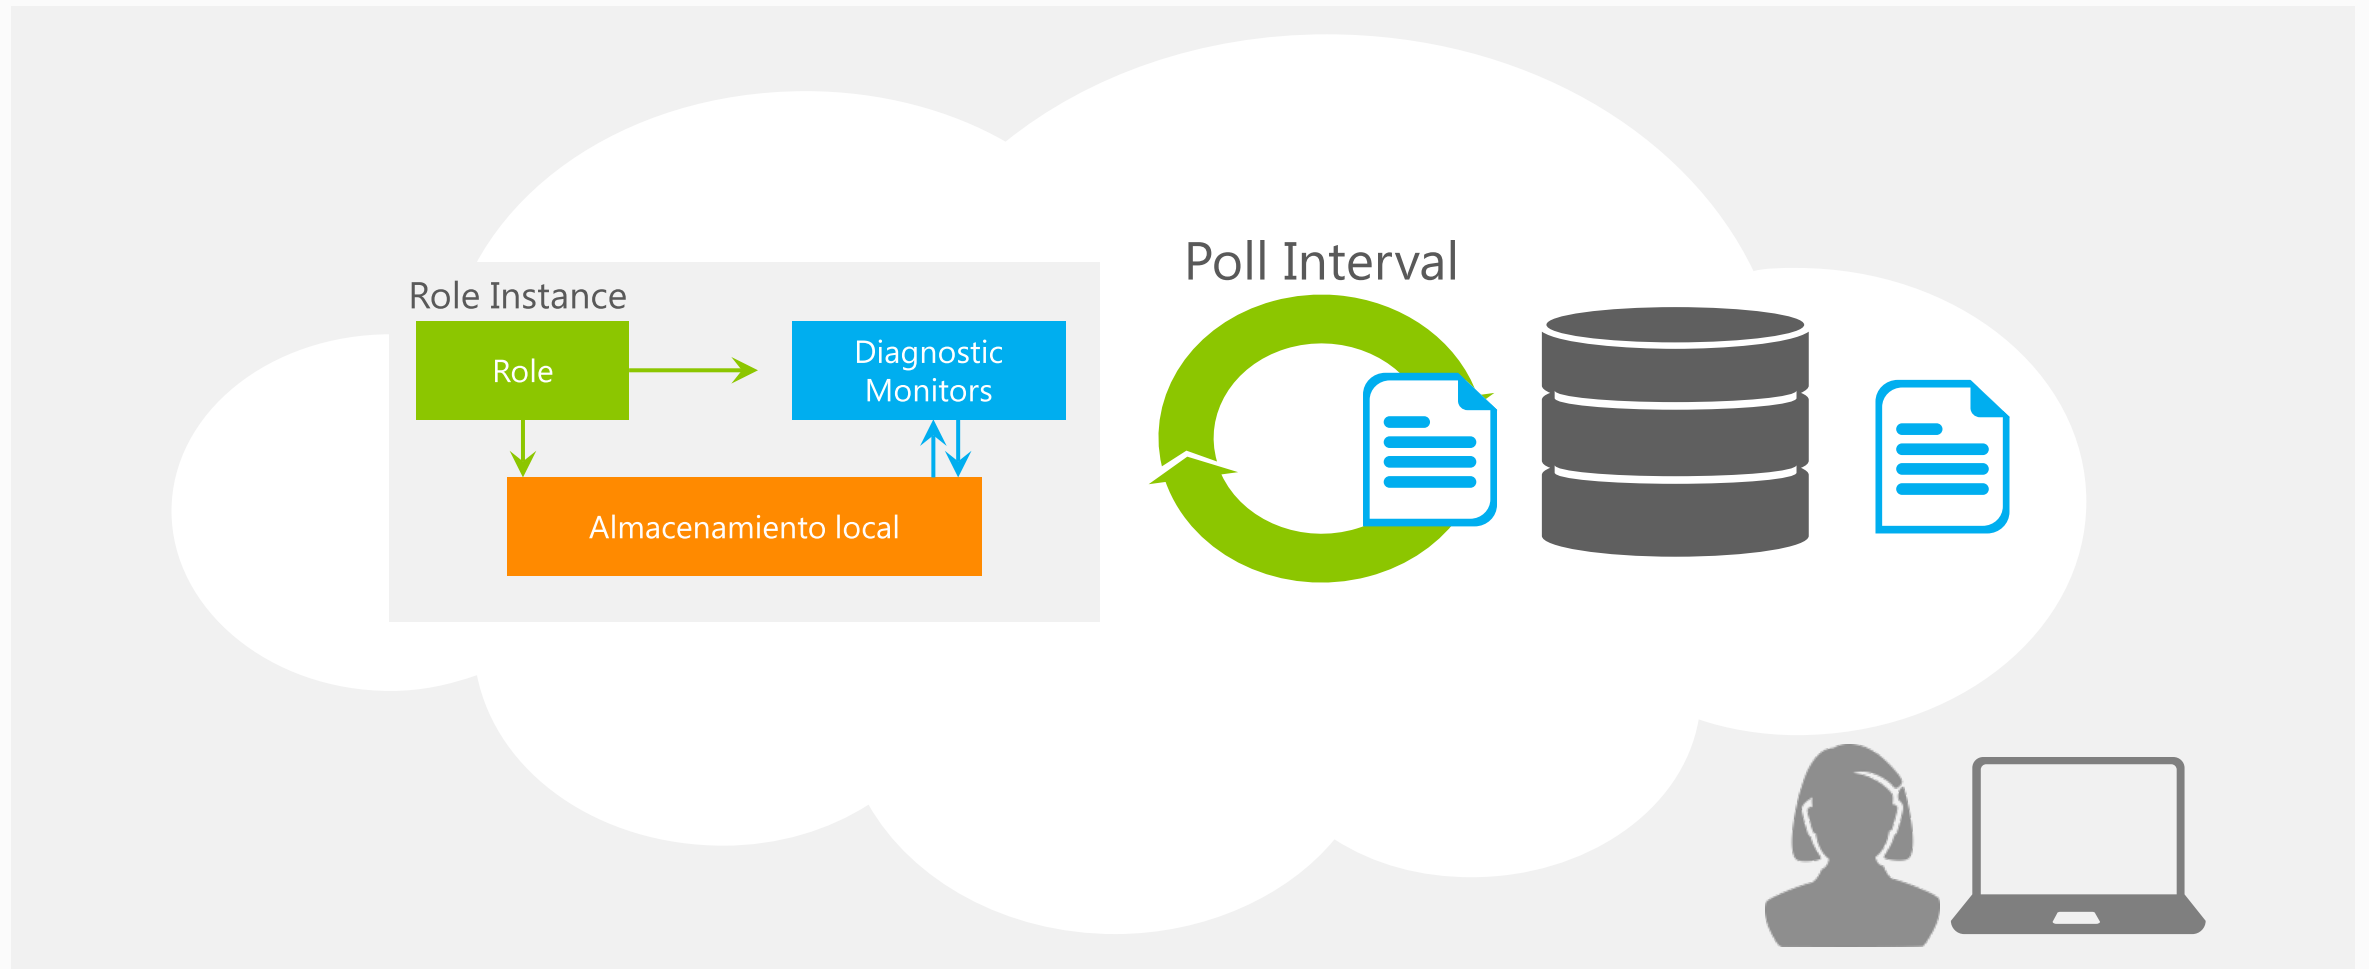 Poll Interval
Role Instance
Role
Diagnostic
Monitors
Almacenamiento local